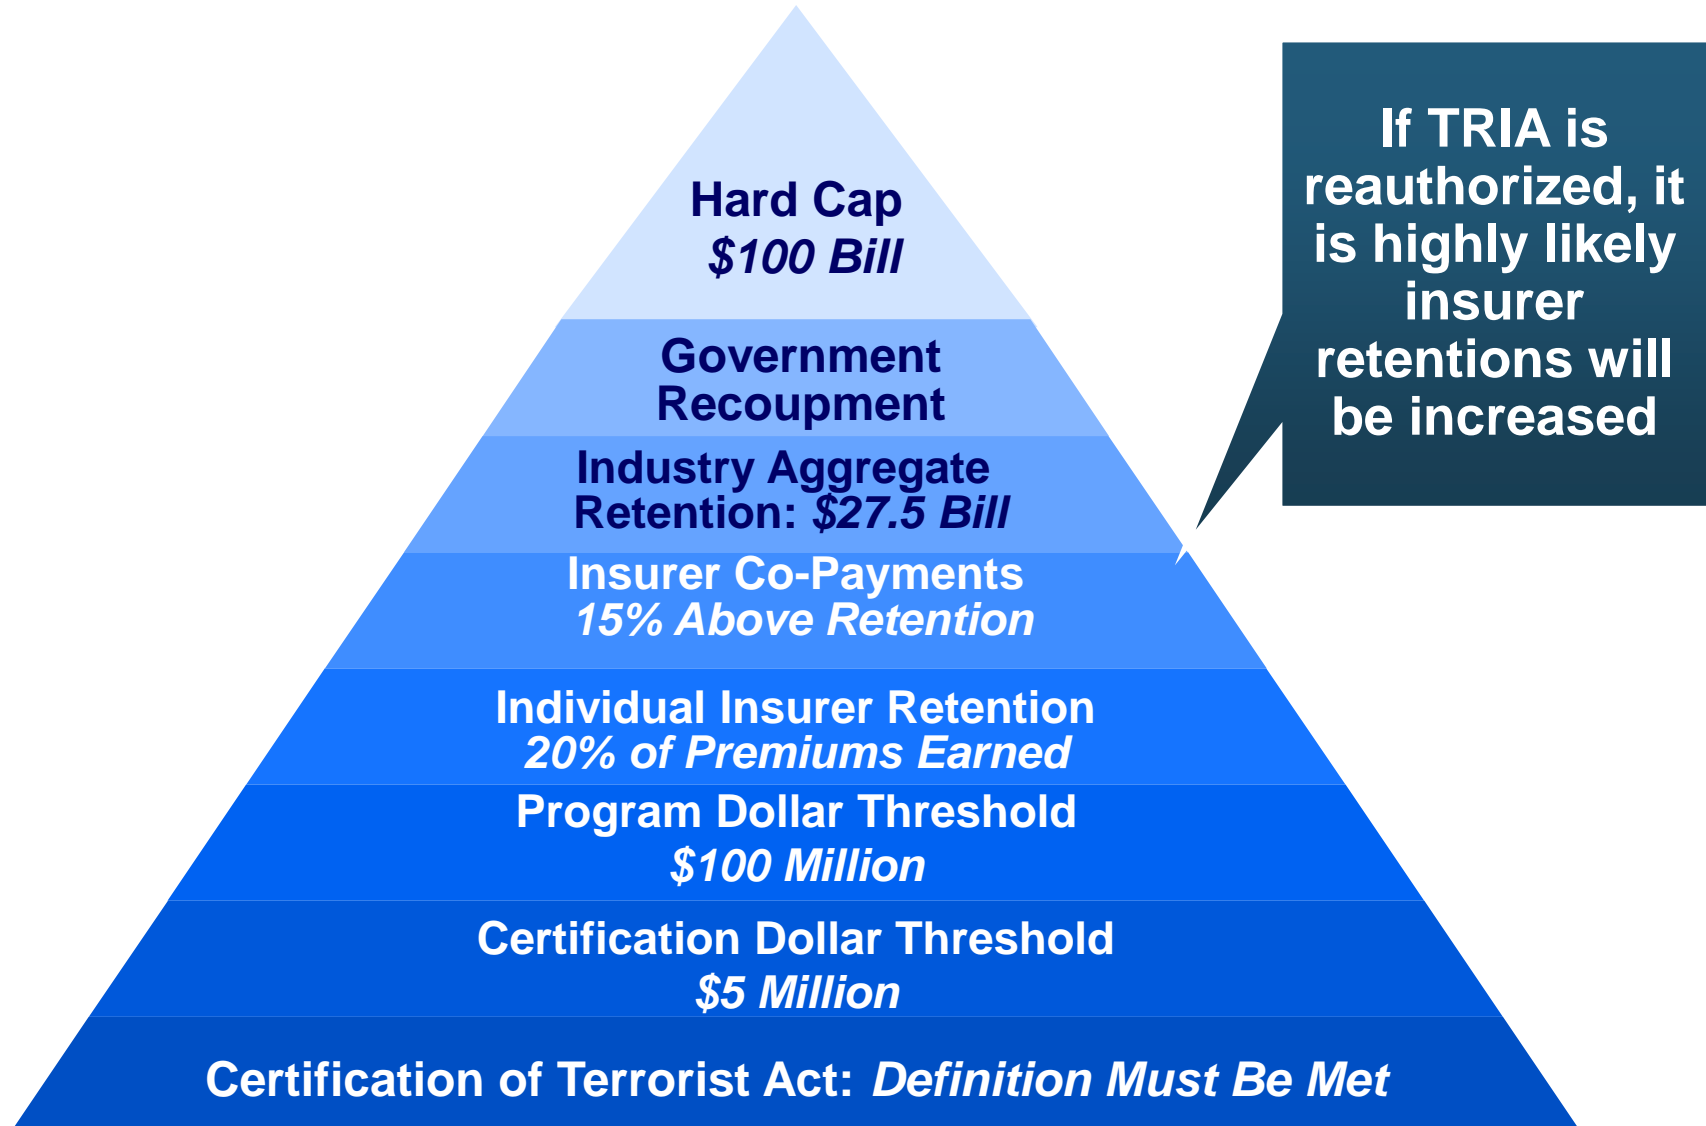 Hard Cap
$100 Bill
Government
Recoupment
Industry Aggregate
Retention: $27.5 Bill
Insurer Co-Payments
15% Above Retention
Individual Insurer Retention
20% of Premiums Earned
Program Dollar Threshold
$100 Million
Certification Dollar Threshold
$5 Million
Certification of Terrorist Act: Definition Must Be Met
If TRIA is
reauthorized, it
is highly likely
insurer
retentions will
be increased